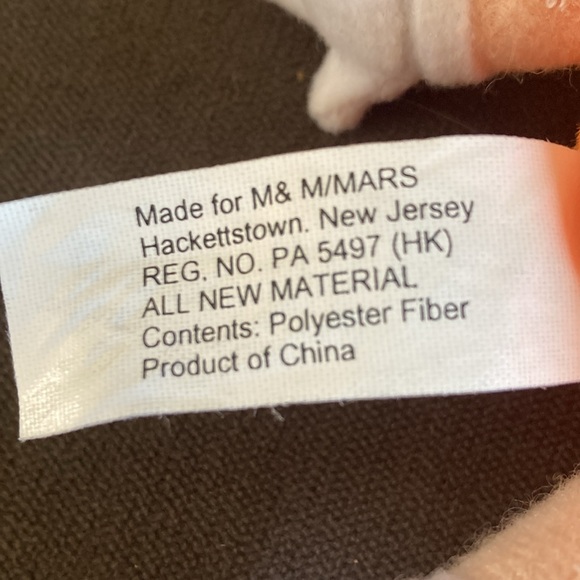 Made for M& M/MARS
Hackettstown. New Jersey
REG. NO. PA 5497 (HK)
ALL NEW MATERIAL
Contents: Polyester Fiber
Product of China